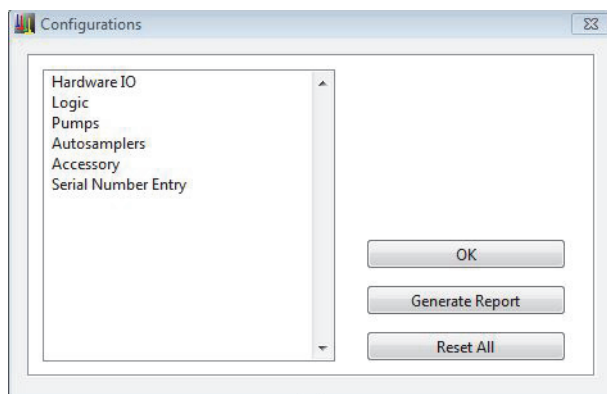 Configurations
Hardware IO
Logic
Pumps
Autosamplers
Accessory
Serial Number Entry
OK
Generate Report
Reset All